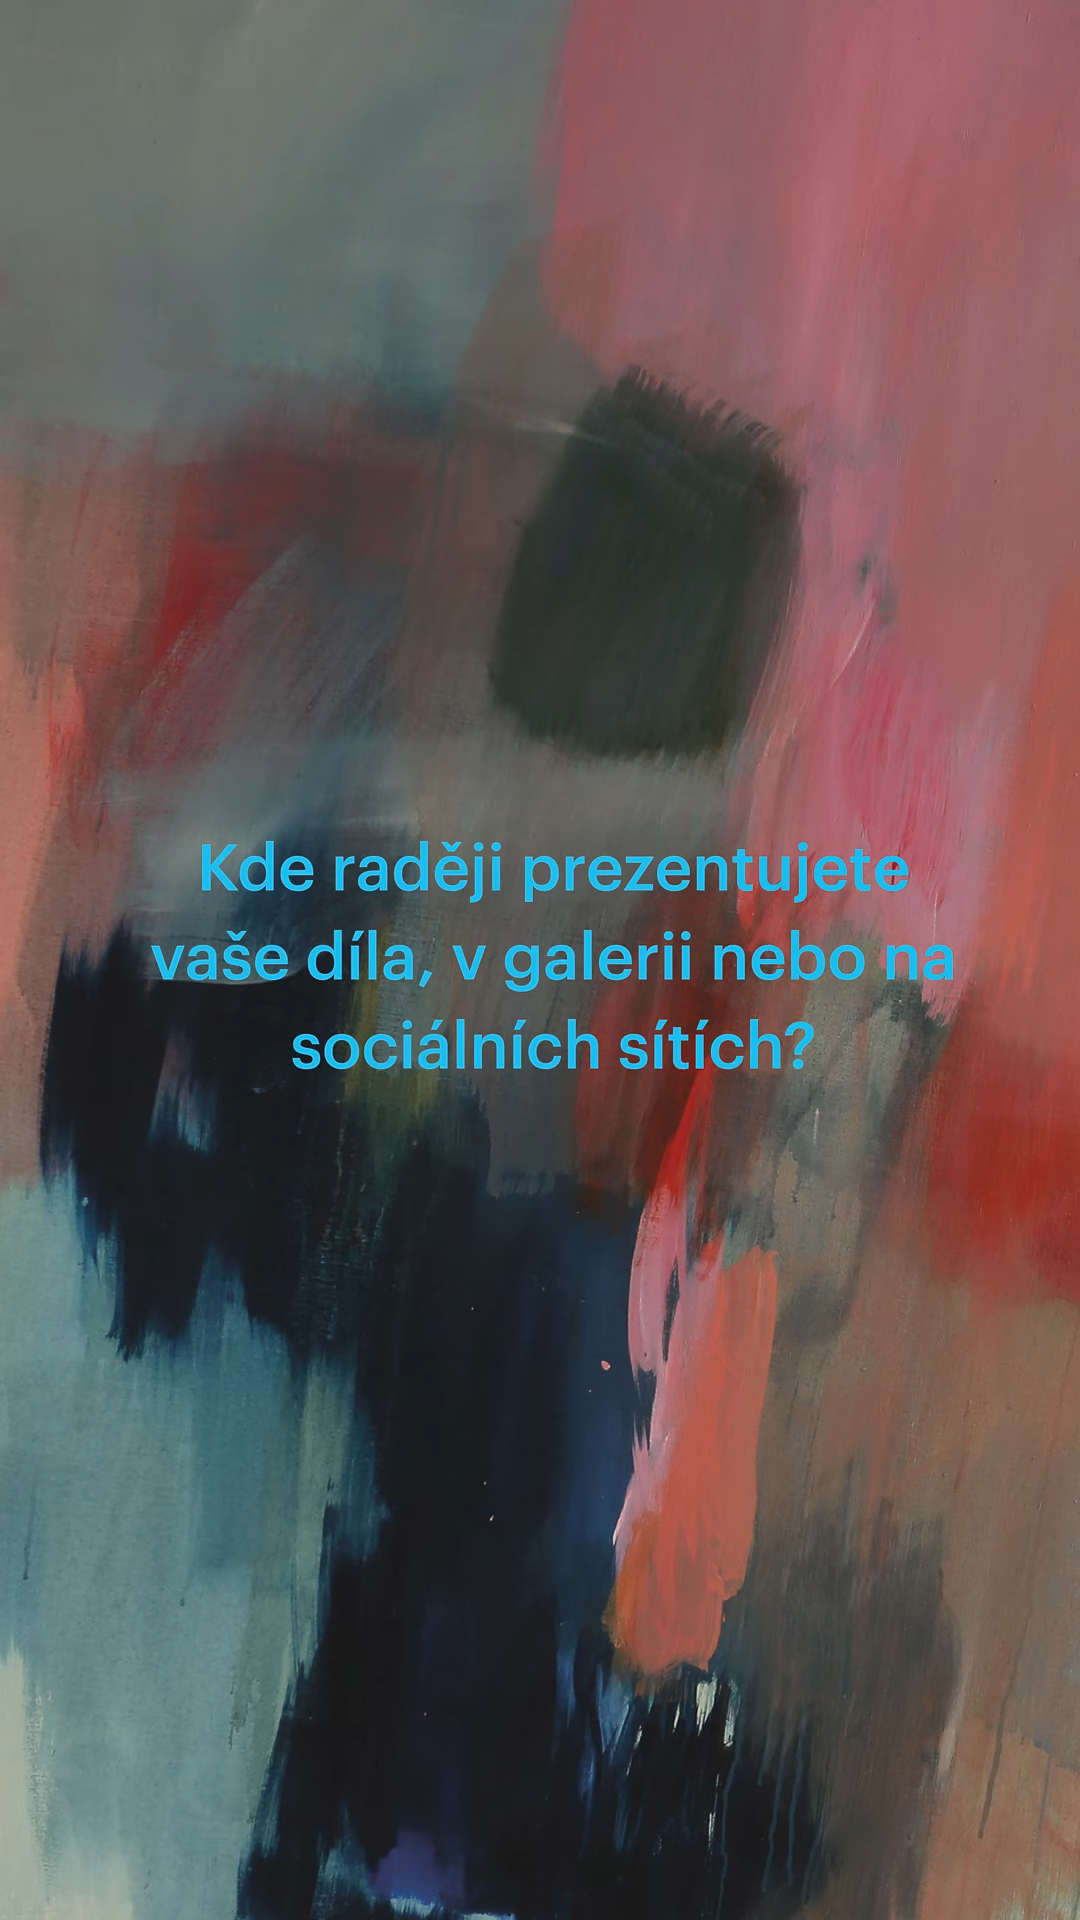 Kde raději prezentujete
vaše díla, v galerii nebo na
sociálních sítích?